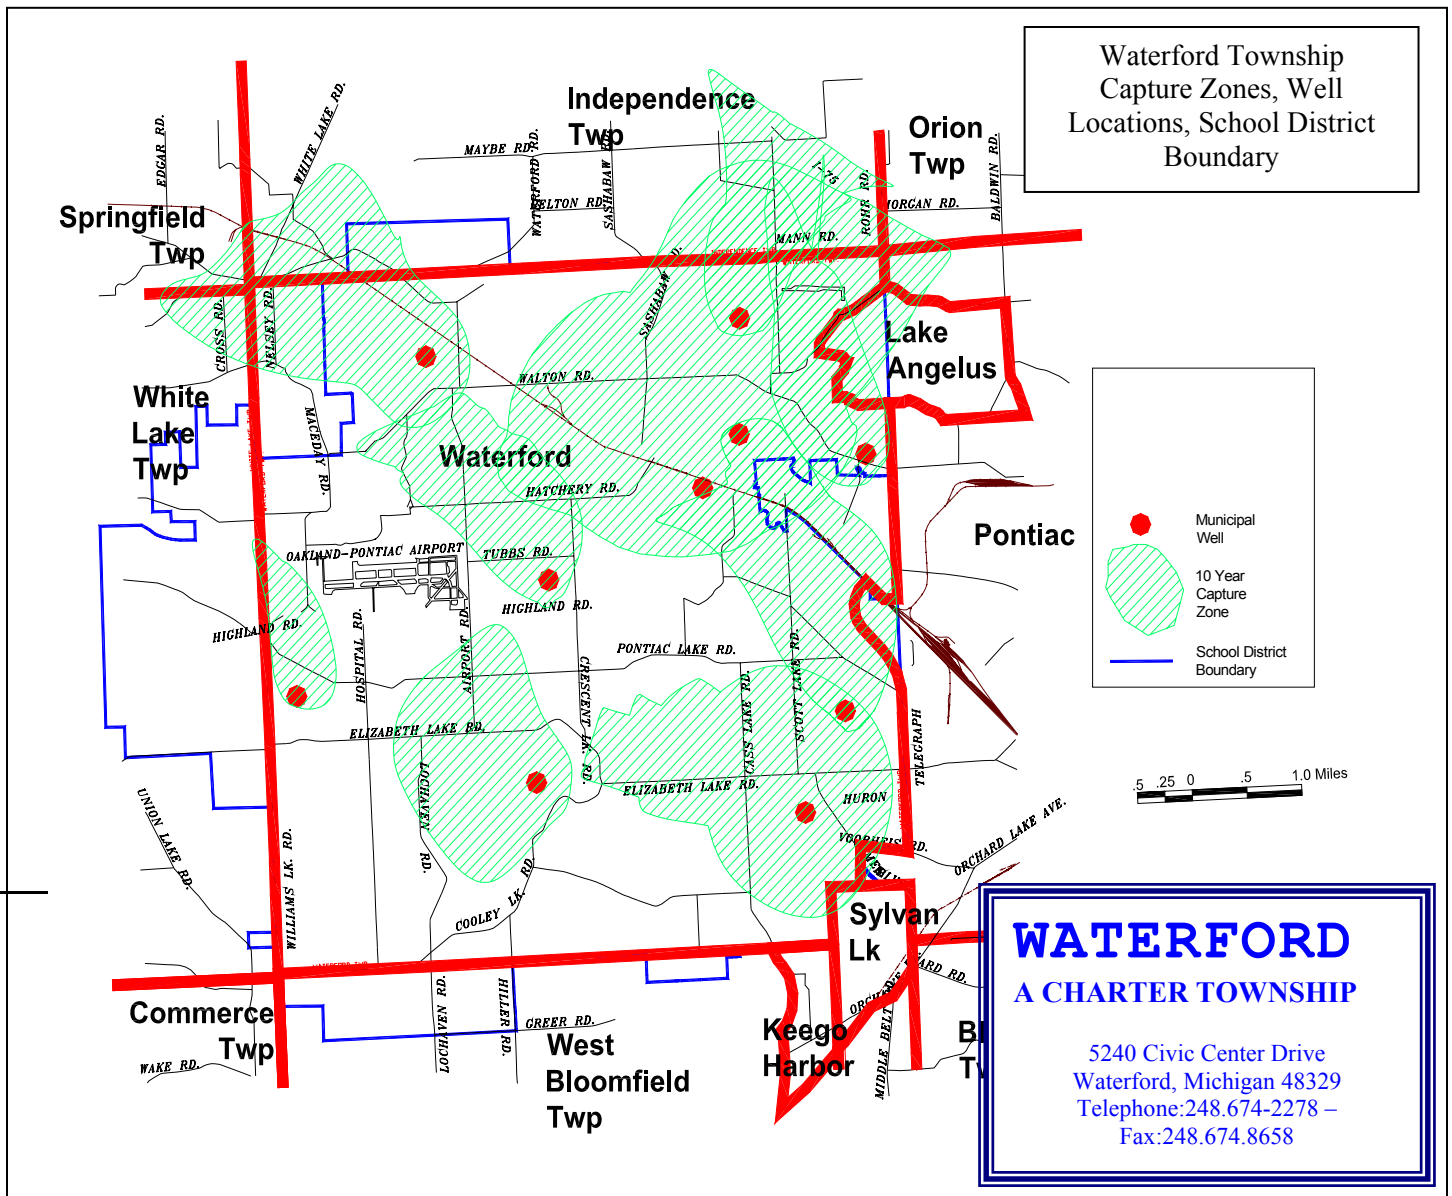 Waterford Township
Capture Zones, Well
Locations, School District
Boundary
Independence
Twp
Orion
Twp
Springfield
Twp
White
Lake
Twp
Waterford
Lake
Angelus
Pontiac
Commerce
Twp
West
Bloomfield
Twp
Keego
Harbor
Sylvan
Lk
EDGAR RD.
WHITE LAKE RD.
MAYBE RD.
WATERFORD RD.
SASHABAW RD.
I-75
ROHR RD.
BALDWIN RD.
MANN RD.
CROSS RD.
NELSEY RD.
WALTON RD.
MACEDAY RD.
HATCHERY RD.
OAKLAND-PONTIAC AIRPORT
TUBBS RD.
HIGHLAND RD.
HIGHLAND RD.
HOSPITAL RD.
AIRPORT RD.
PONTIAC LAKE RD.
CRESCENT LK. RD.
CASS LAKE RD.
SCOTT LAKE RD.
TELEGRAPH
ELIZABETH LAKE RD.
ELIZABETH LAKE RD.
LOCHAVEN RD.
HURON
VOORHEIS RD.
ORCHARD LAKE AVE.
UNION LAKE RD.
WILLIAMS LK. RD.
COOLEY LK. RD.
LOCHAVEN RD.
HILLER RD.
GREER RD.
WAKE RD.
MIDDLE BELT
Municipal
Well
10 Year
Capture
Zone
School District
Boundary
.5 .25 0 .5 1.0 Miles
WATERFORD
A CHARTER TOWNSHIP
5240 Civic Center Drive
Waterford, Michigan 48329
Telephone:248.674-2278 –
Fax:248.674.8658